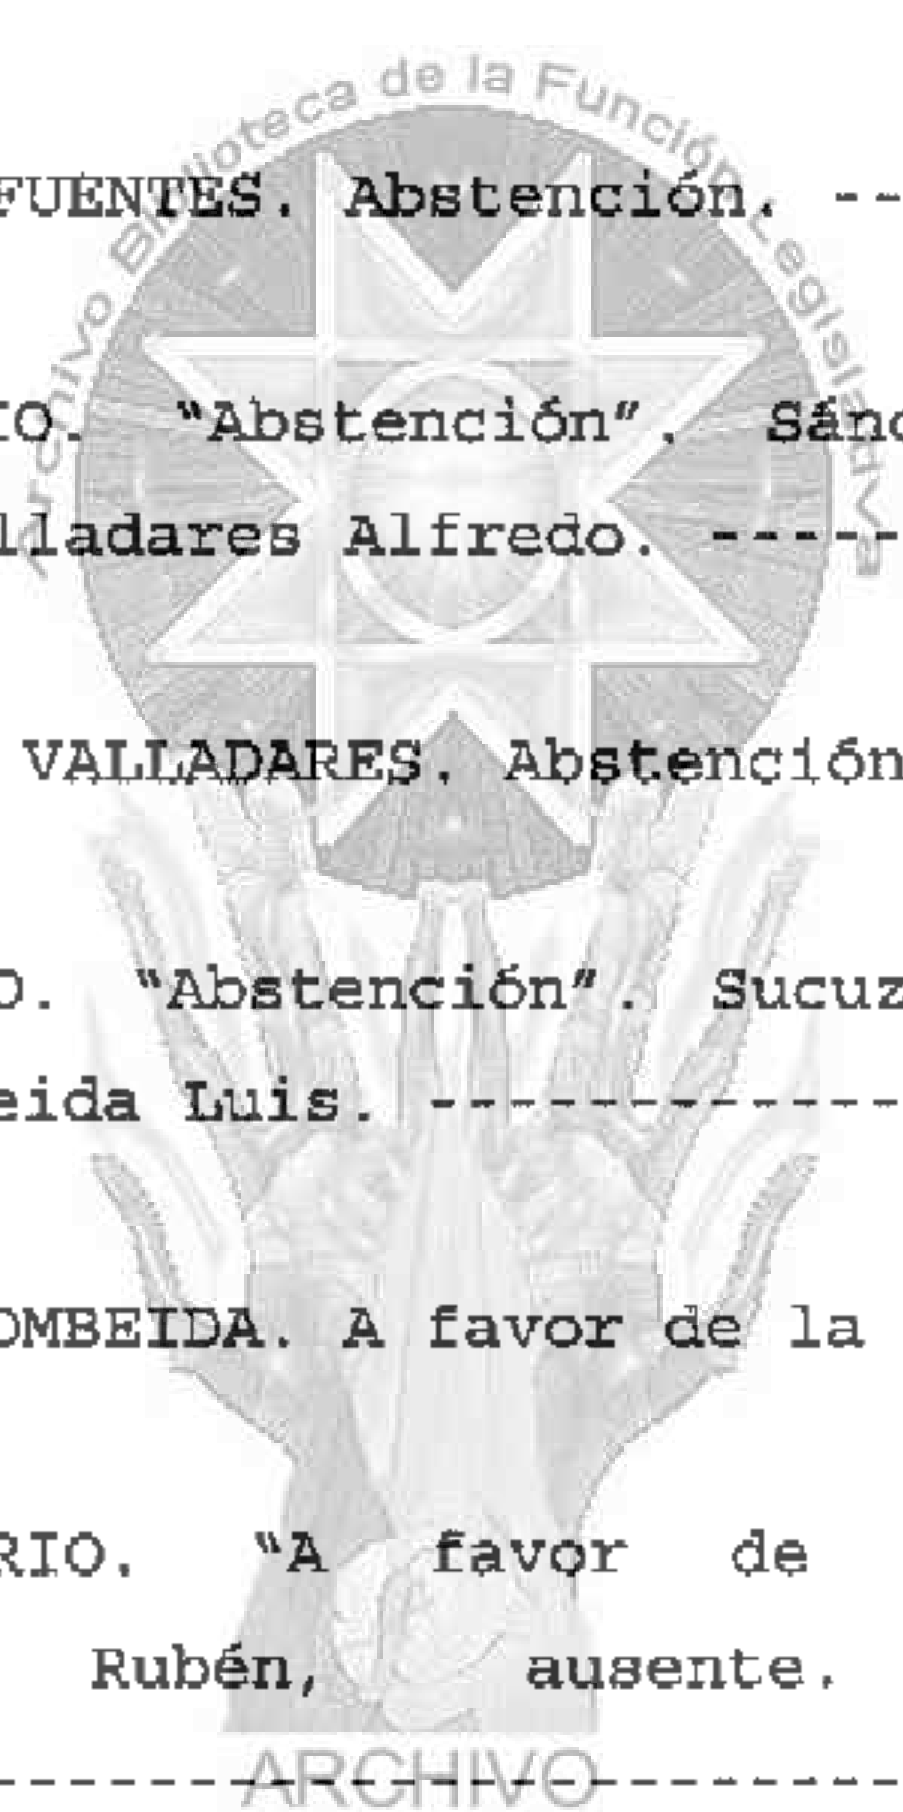 Archivo Biblioteca de la Función Legislativa
FUENTES. Abstención. --
IO. "Abstención". Sánc
lladares Alfredo. -----
VALLADARES. Abstención
O. "Abstención". Sucuz
eida Luis. -------------
OMBEIDA. A favor de la
RIO. "A favor de
Rubén, ausente.
-----------------------
ARCHIVO